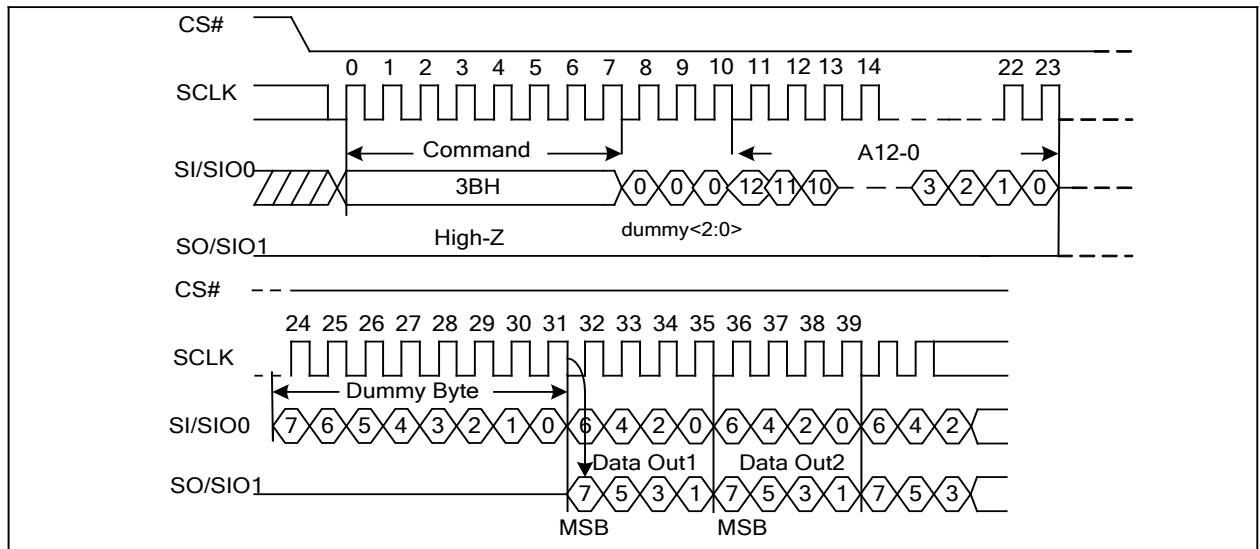 CS#
0 1 2 3 4 5 6 7 8 9 10 11 12 13 14 22 23
SCLK
Command A12-0
SI/SIO0 3BH 0 0 0 12 11 10 3 2 1 0
High-Z dummy<2:0>
SO/SIO1
CS#
24 25 26 27 28 29 30 31 32 33 34 35 36 37 38 39
SCLK
Dummy Byte
SI/SIO0 7 6 5 4 3 2 1 0 6 4 2 0 6 4 2 0 6 4 2
Data Out1 Data Out2
SO/SIO1 7 5 3 1 7 5 3 1 7 5 3
MSB MSB